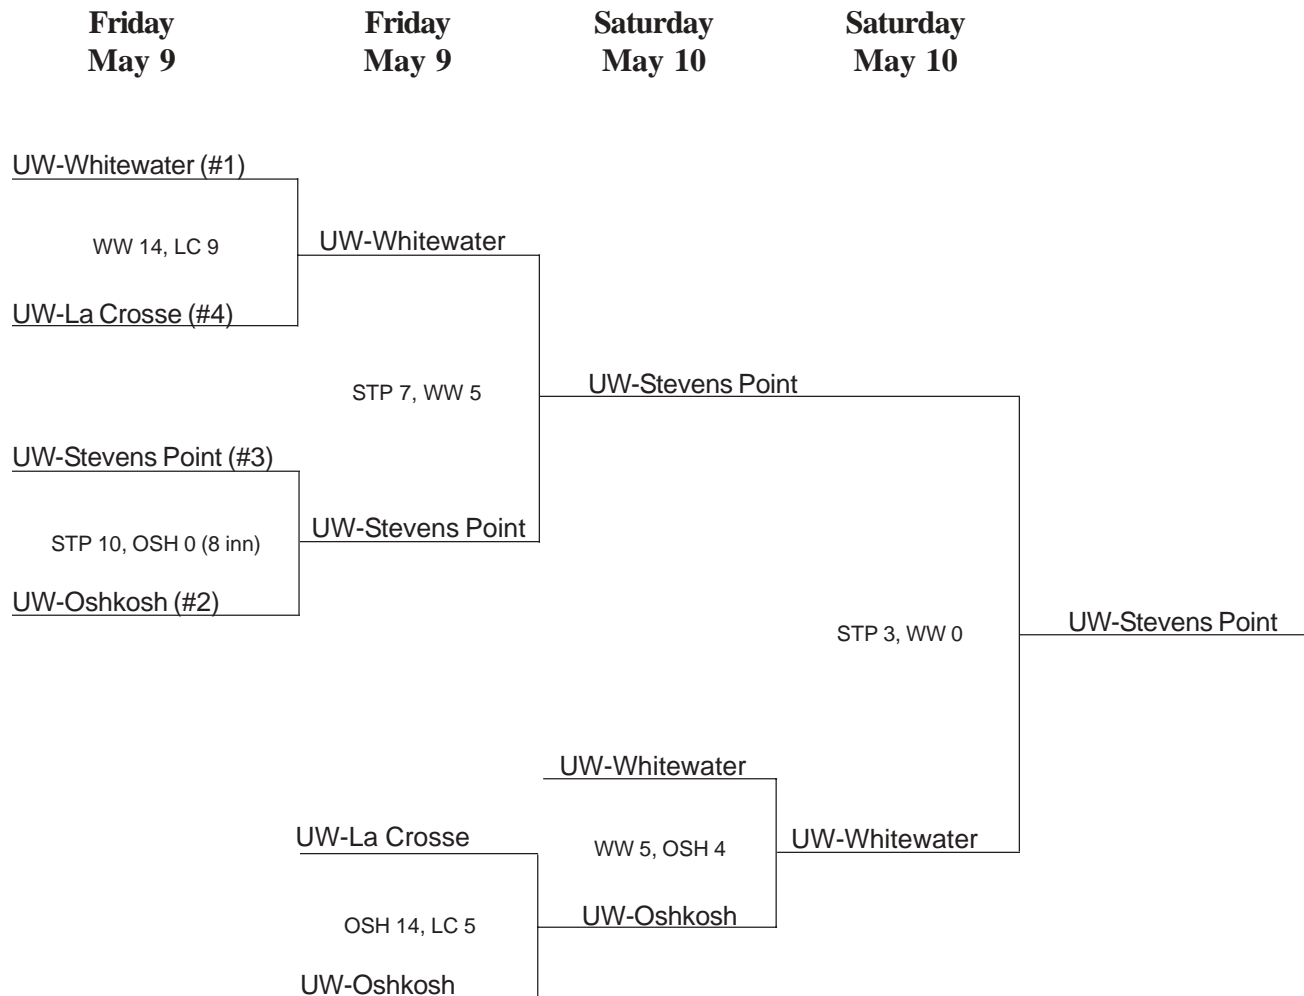 Friday
May 9
Friday
May 9
Saturday
May 10
Saturday
May 10
UW-Whitewater (#1)
WW 14, LC 9
UW-Whitewater
UW-La Crosse (#4)
STP 7, WW 5
UW-Stevens Point
UW-Stevens Point (#3)
STP 10, OSH 0 (8 inn)
UW-Stevens Point
UW-Oshkosh (#2)
STP 3, WW 0
UW-Stevens Point
UW-Whitewater
UW-La Crosse
WW 5, OSH 4
UW-Whitewater
OSH 14, LC 5
UW-Oshkosh
UW-Oshkosh